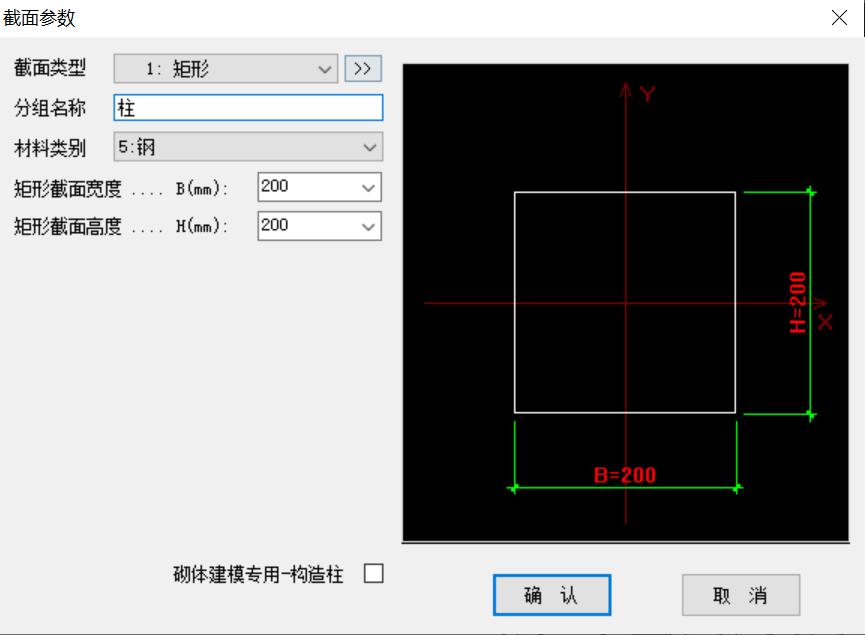 截面参数
截面类型 1: 矩形 >>
分组名称 柱
材料类别 5:钢
矩形截面宽度 .... B(mm): 200
矩形截面高度 .... H(mm): 200
Y
H=200
X
B=200
砌体建模专用-构造柱
确 认 取 消